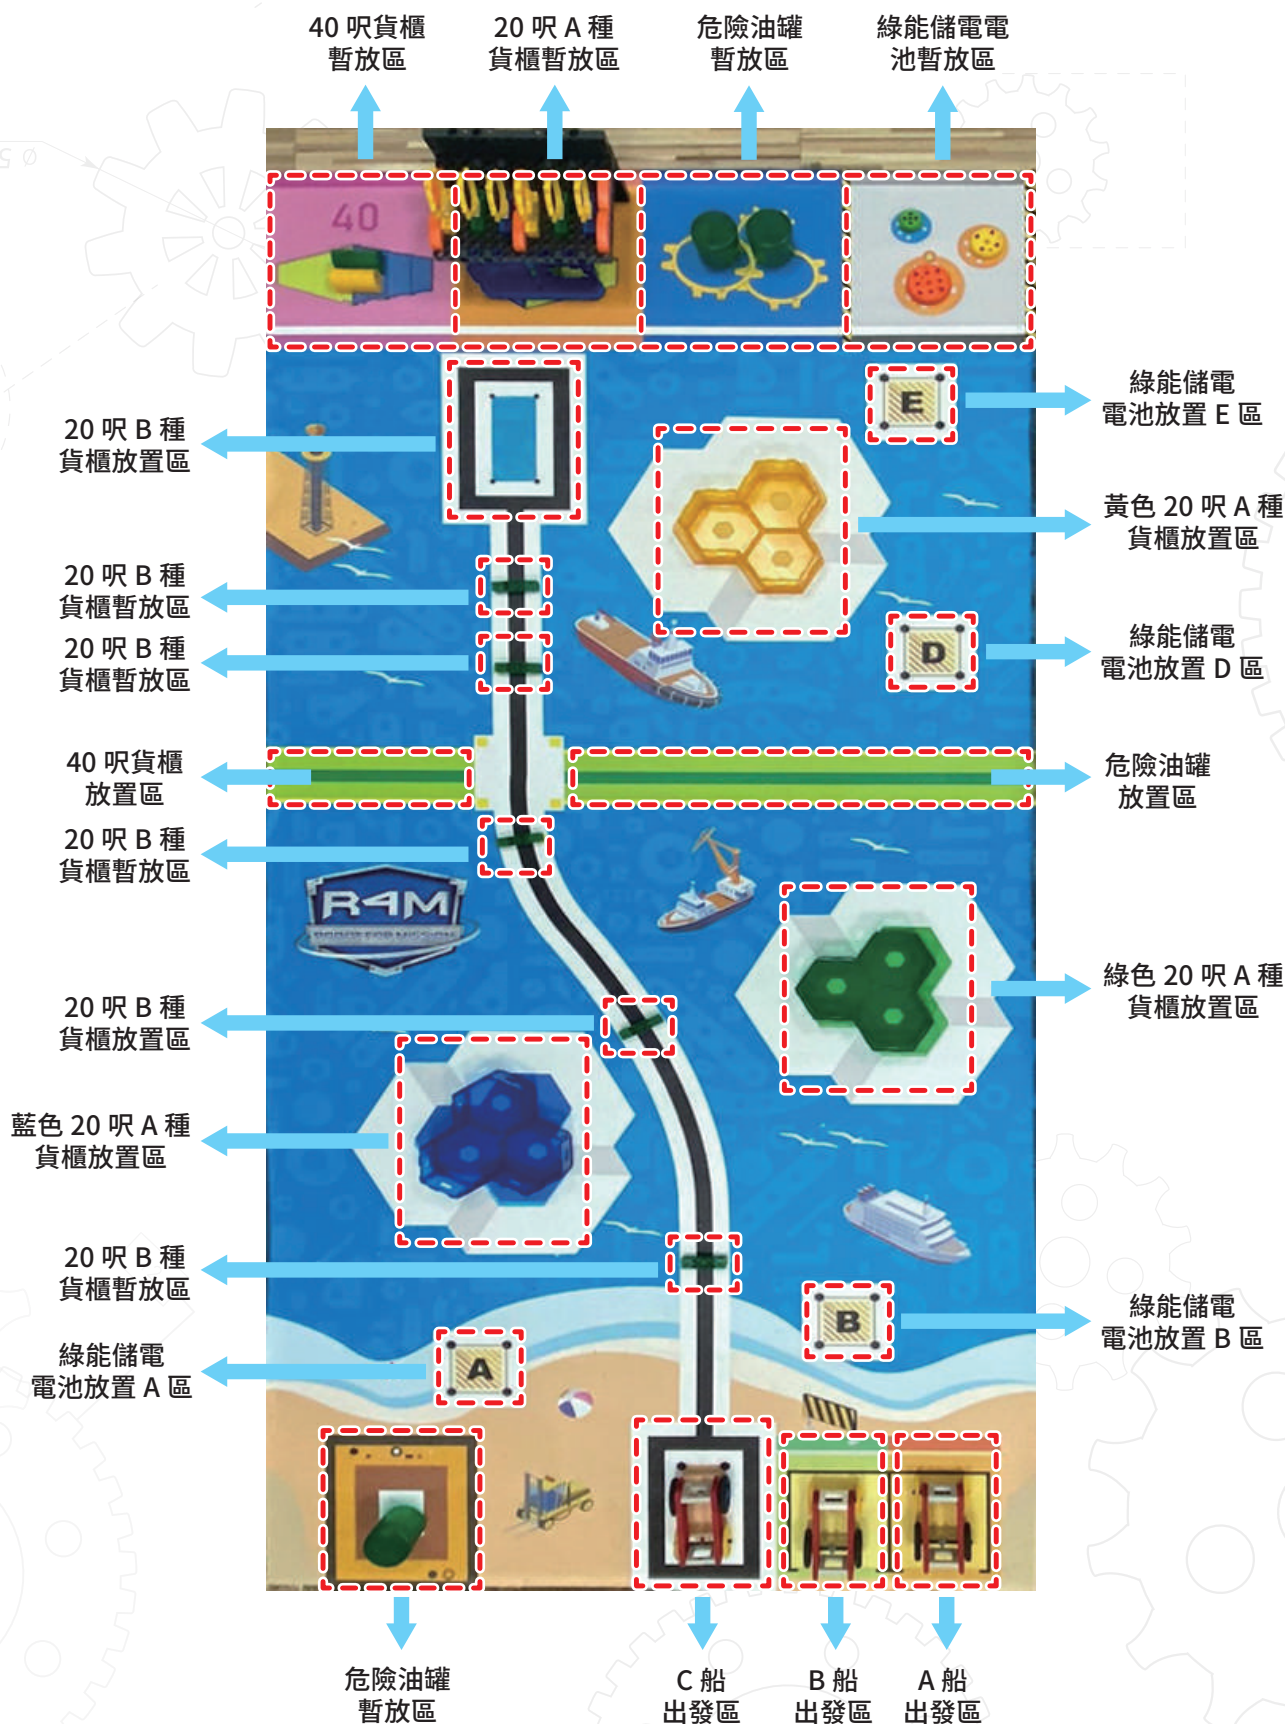 40 呎貨櫃
暫放區
20 呎 A 種
貨櫃暫放區
危險油罐
暫放區
綠能儲電電
池暫放區
40
綠能儲電
電池放置 E 區
E
20 呎 B 種
貨櫃放置區
黃色 20 呎 A 種
貨櫃放置區
20 呎 B 種
貨櫃暫放區
20 呎 B 種
貨櫃暫放區
綠能儲電
電池放置 D 區
D
40 呎貨櫃
放置區
危險油罐
放置區
20 呎 B 種
貨櫃暫放區
R4M
ROBOT FOR MISSION
綠色 20 呎 A 種
貨櫃放置區
20 呎 B 種
貨櫃放置區
藍色 20 呎 A 種
貨櫃放置區
20 呎 B 種
貨櫃暫放區
綠能儲電
電池放置 B 區
B
綠能儲電
電池放置 A 區
A
危險油罐
暫放區
C 船
出發區
B 船
出發區
A 船
出發區